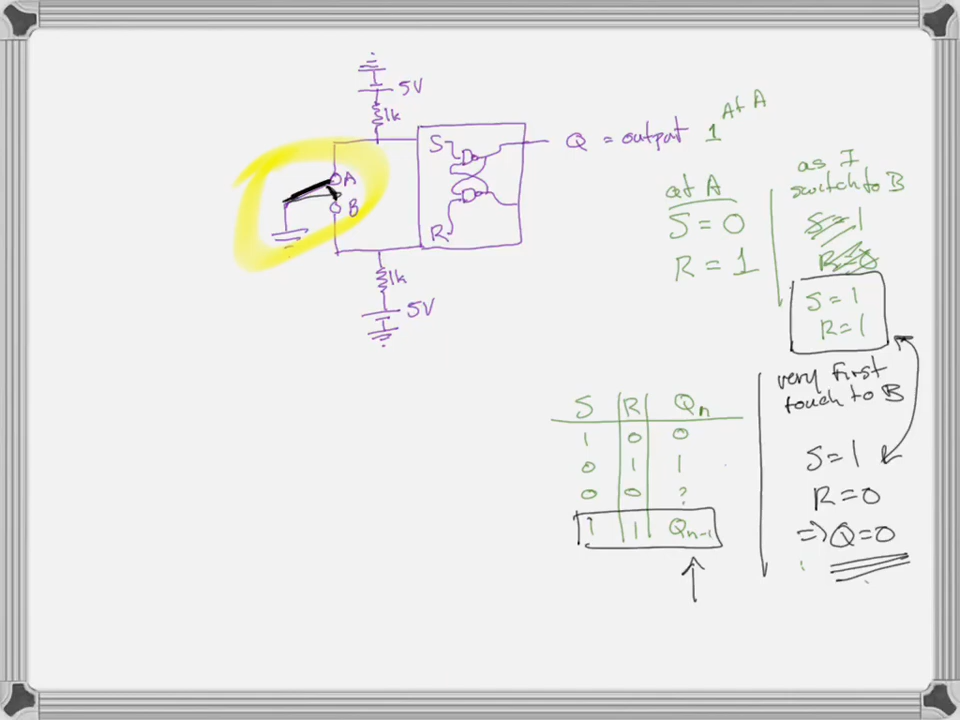 5V
1k
S
A
B
R
1k
5V
Q = output 1 At A
at A
S = 0
R = 1
as I
switch to B
S = 1
R = 0
S = 1
R = 1
very first
touch to B
S = 1
R = 0
=> Q = 0
S R Qn
1 0 0
0 1 1
0 0 ?
1 1 Qn-1